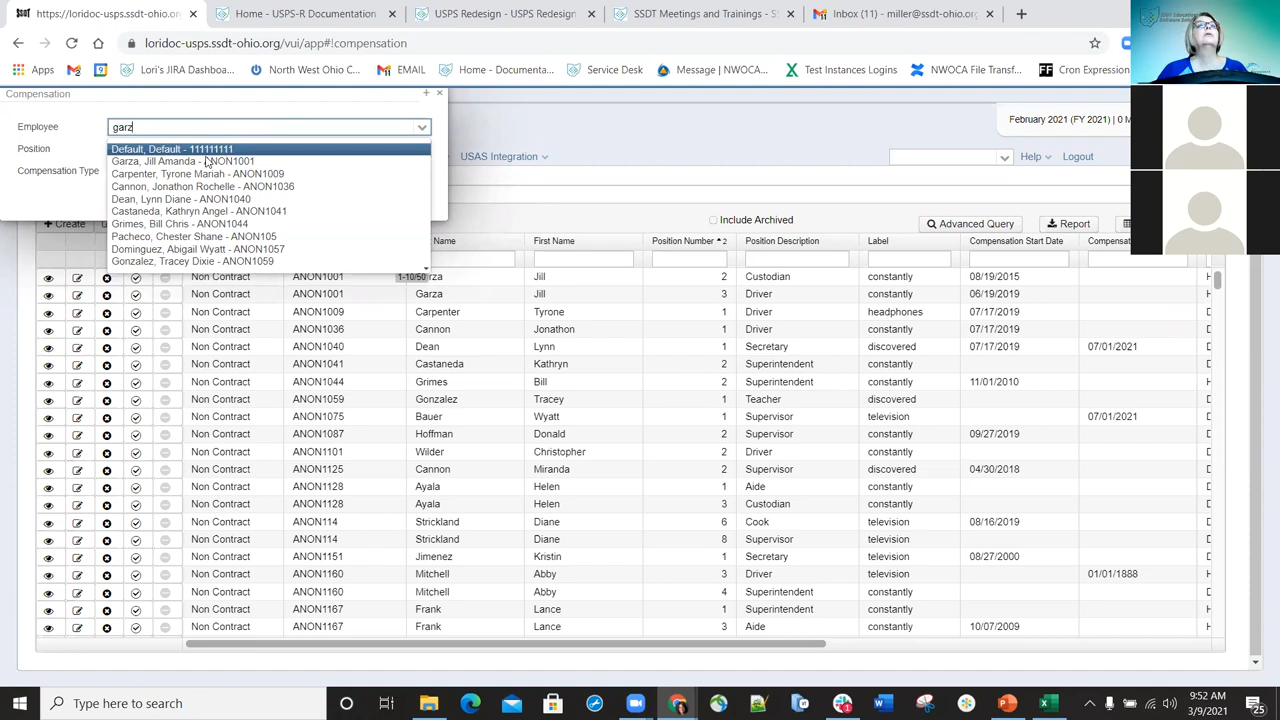 https://loridoc-usps.ssdt-ohio.org/ Home - USPS-R Documentation USPS Redesign - USPS Redesign SSDT Meetings and Trainings - S Inbox (11) - miller@ssdt-ohio.org
loridoc-usps.ssdt-ohio.org/vui/app#!compensation
Apps Lori's JIRA Dashboa... North West Ohio C... EMAIL Home - Documenta... Service Desk Message | NWOCA... Test Instances Logins NWOCA File Transf... Cron Expression
Compensation
Employee garz
Position
Compensation Type
Default, Default - 111111111
Garza, Jill Amanda - ANON1001
Carpenter, Tyrone Mariah - ANON1009
Cannon, Jonathon Rochelle - ANON1036
Dean, Lynn Diane - ANON1040
Castaneda, Kathryn Angel - ANON1041
Grimes, Bill Chris - ANON1044
Pacheco, Chester Shane - ANON105
Dominguez, Abigail Wyatt - ANON1057
Gonzalez, Tracey Dixie - ANON1059
1-10/50
February 2021 (FY 2021) | 0 M
USAS Integration Help Logout
Create Include Archived Advanced Query Report
Name First Name Position Number 2 Position Description Label Compensation Start Date Compensat
Non Contract ANON1001 rza Jill 2 Custodian constantly 08/19/2015 H
Non Contract ANON1001 Garza Jill 3 Driver constantly 06/19/2019 H
Non Contract ANON1009 Carpenter Tyrone 1 Driver headphones 07/17/2019 D
Non Contract ANON1036 Cannon Jonathon 1 Driver constantly 07/17/2019 H
Non Contract ANON1040 Dean Lynn 1 Secretary discovered 07/17/2019 07/01/2021 D
Non Contract ANON1041 Castaneda Kathryn 2 Superintendent constantly D
Non Contract ANON1044 Grimes Bill 2 Superintendent constantly 11/01/2010 H
Non Contract ANON1059 Gonzalez Tracey 1 Teacher discovered D
Non Contract ANON1075 Bauer Wyatt 1 Supervisor television 07/01/2021 D
Non Contract ANON1087 Hoffman Donald 2 Supervisor constantly 09/27/2019 H
Non Contract ANON1101 Wilder Christopher 2 Driver constantly D
Non Contract ANON1125 Cannon Miranda 2 Supervisor discovered 04/30/2018 D
Non Contract ANON1128 Ayala Helen 1 Aide constantly H
Non Contract ANON1128 Ayala Helen 3 Custodian constantly H
Non Contract ANON114 Strickland Diane 6 Cook television 08/16/2019 D
Non Contract ANON114 Strickland Diane 8 Supervisor television D
Non Contract ANON1151 Jimenez Kristin 1 Secretary television 08/27/2000 D
Non Contract ANON1160 Mitchell Abby 3 Driver television 01/01/1888 H
Non Contract ANON1160 Mitchell Abby 4 Superintendent constantly D
Non Contract ANON1167 Frank Lance 1 Superintendent constantly H
Non Contract ANON1167 Frank Lance 3 Aide constantly 10/07/2009 H
Type here to search
9:52 AM
3/9/2021
25